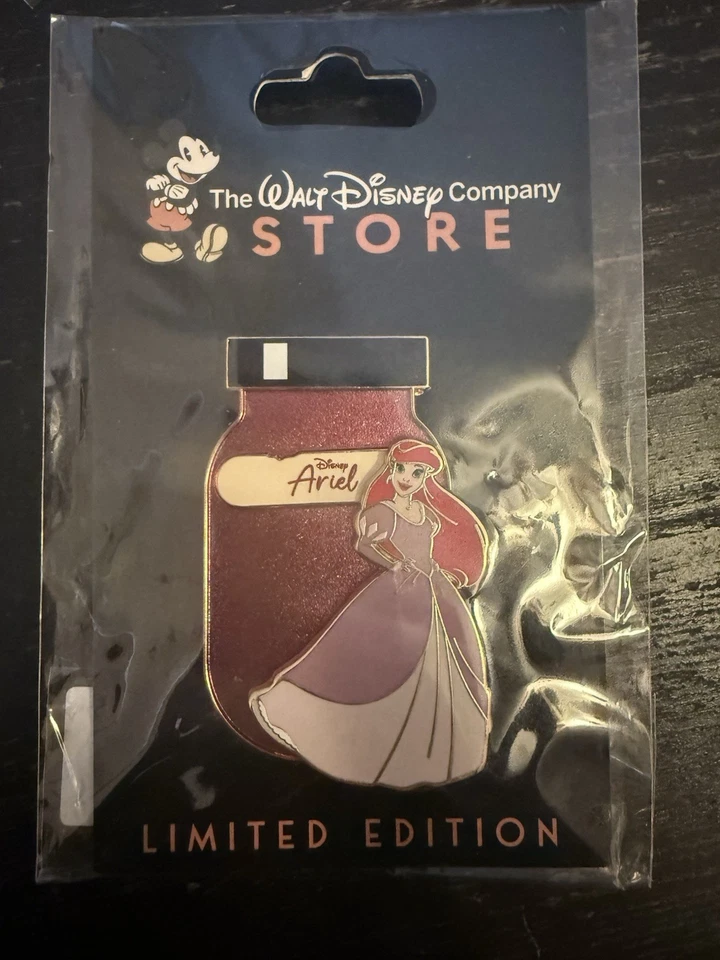 The WALT DISNEY Company
STORE
DISNEY
Ariel
LIMITED EDITION